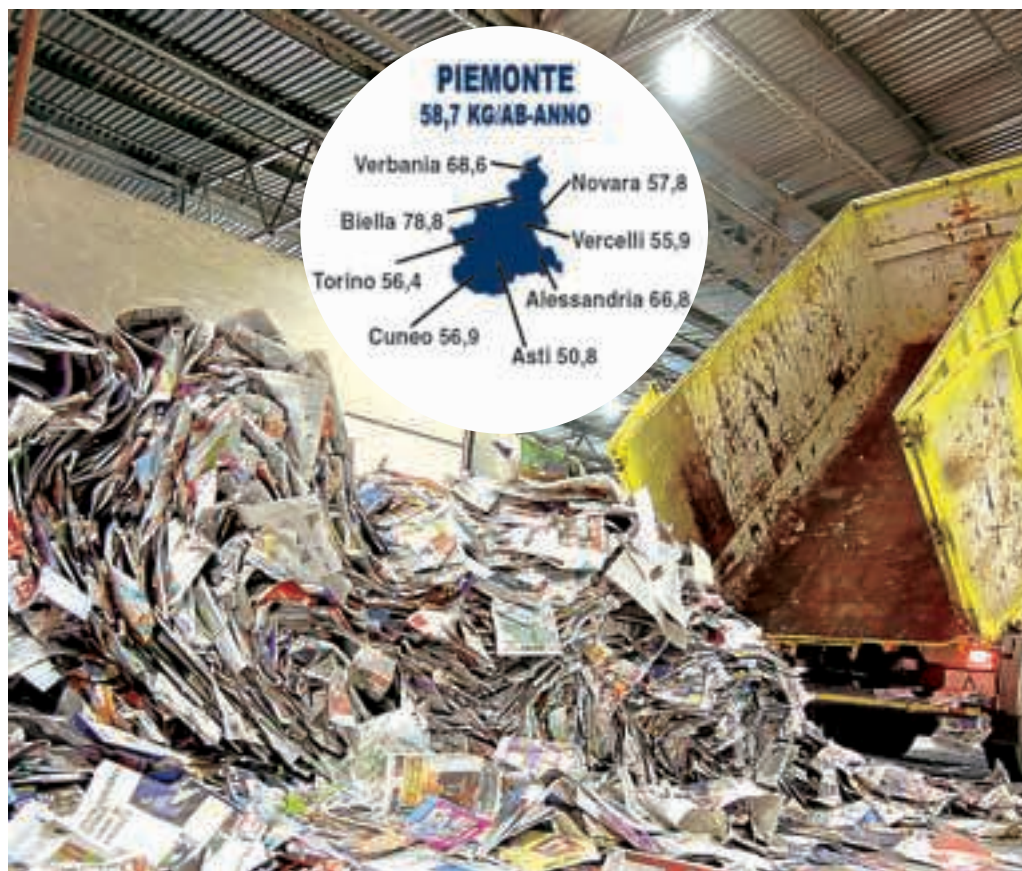 PIEMONTE
58,7 KG/AB-ANNO
Verbania 68,6
Novara 57,8
Biella 78,8
Vercelli 55,9
Torino 56,4
Alessandria 66,8
Cuneo 56,9
Asti 50,8